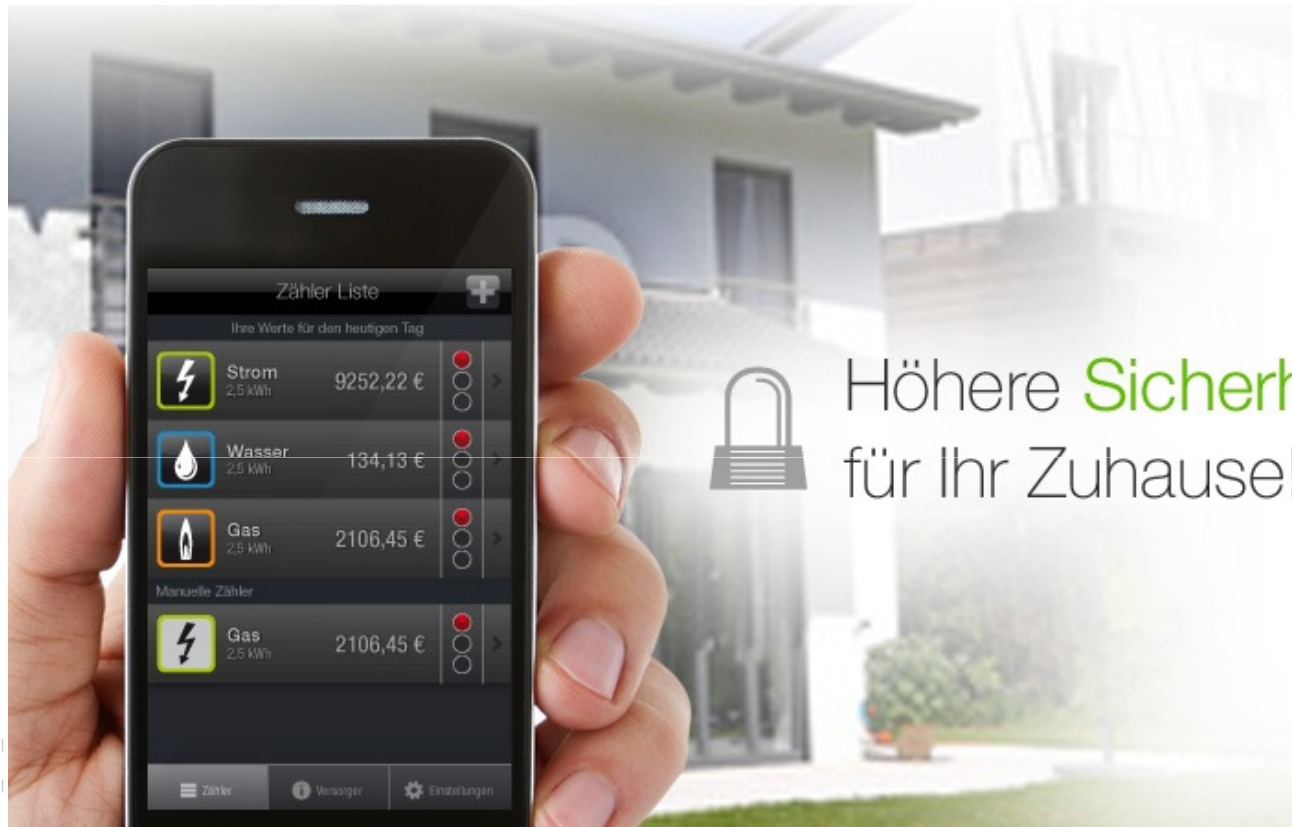 Zähler Liste
Ihre Werte für den heutigen Tag
Strom
2,5 kWh
9252,22 €
Wasser
2,5 kWh
134,13 €
Gas
2,5 kWh
2106,45 €
Manuelle Zähler
Gas
2,5 kWh
2106,45 €
Zähler
Versorger
Einstellungen
Höhere Sicherh
für Ihr Zuhause!